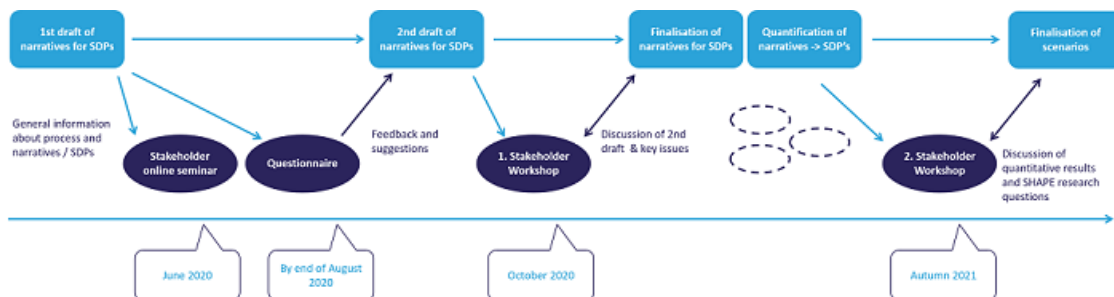 1st draft of
narratives for SDPs
2nd draft of
narratives for SDPs
Finalisation of
narratives for SDPs
Quantification of
narratives -> SDP's
Finalisation of
scenarios
General information
about process and
narratives / SDPs
Stakeholder
online seminar
Questionnaire
Feedback and
suggestions
1. Stakeholder
Workshop
Discussion of 2nd
draft & key issues
2. Stakeholder
Workshop
Discussion of
quantitative results
and SHAPE research
questions
June 2020
By end of August
2020
October 2020
Autumn 2021